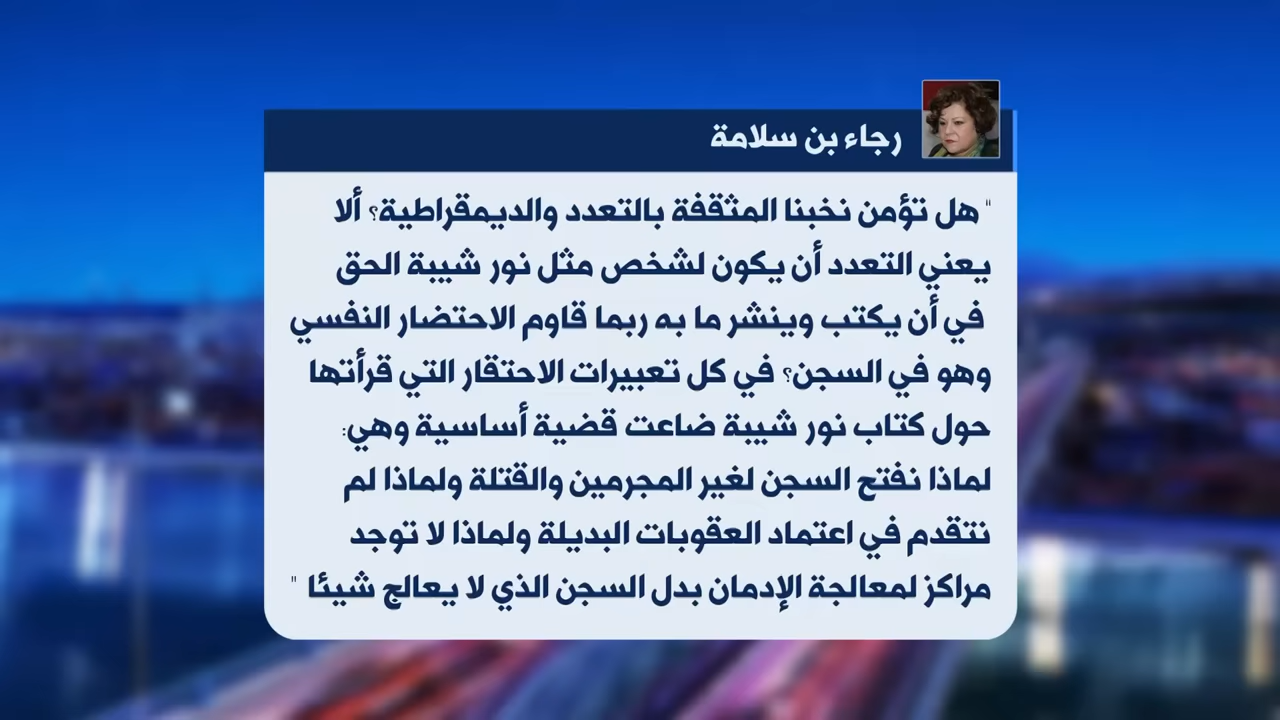 رجاء بن سلامة
" هل تؤمن نخبنا المثقفة بالتعدد والديمقراطية؟ ألا
يعني التعدد أن يكون لشخص مثل نور شيبة الحق
في أن يكتب وينشر ما به ربما قاوم الاحتضار النفسي
وهو في السجن؟ في كل تعبيرات الاحتقار التي قرأتها
حول كتاب نور شيبة ضاعت قضية أساسية وهي:
لماذا نفتح السجن لغير المجرمين والقتلة ولماذا لم
نتقدم في اعتماد العقوبات البديلة ولماذا لا توجد
مراكز لمعالجة الإدمان بدل السجن الذي لا يعالج شيئا "